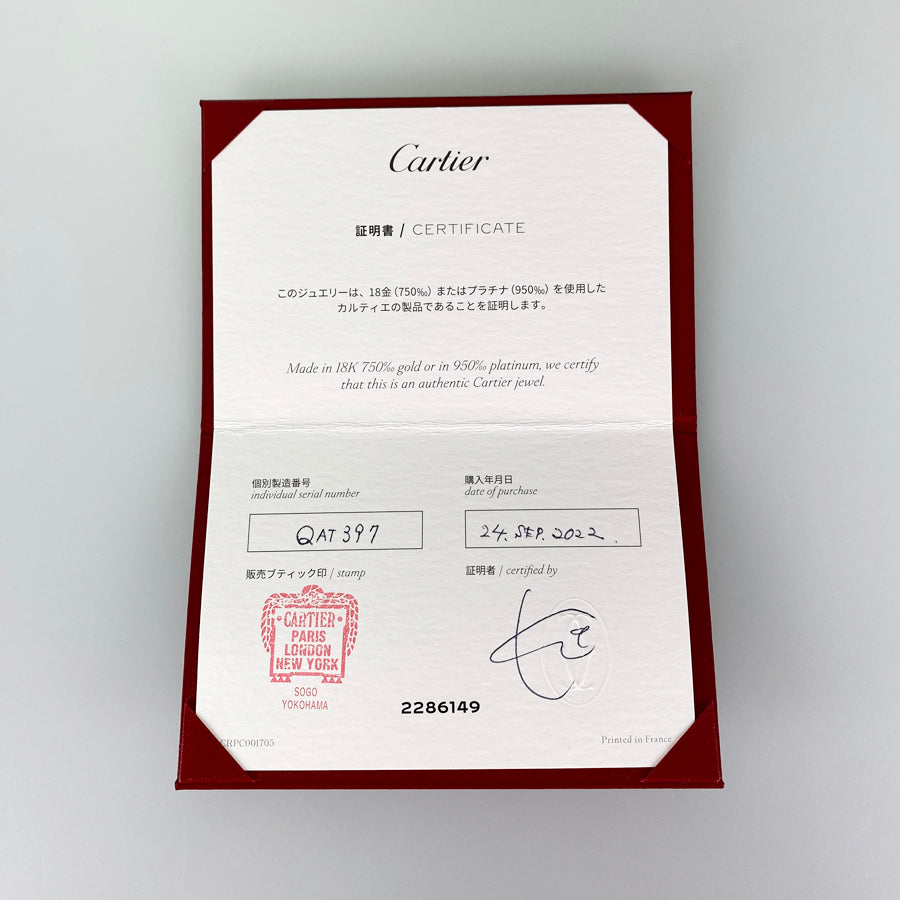 Cartier
証明書 / CERTIFICATE
このジュエリーは、18金（750‰）またはプラチナ（950‰）を使用した
カルティエの製品であることを証明します。
Made in 18K 750‰ gold or in 950‰ platinum, we certify
that this is an authentic Cartier jewel.
個別製造番号
individual serial number
QAT397
購入年月日
date of purchase
24. SEP. 2022.
販売ブティック印 / stamp
CARTIER
PARIS
LONDON
NEW YORK
SOGO
YOKOHAMA
証明者 / certified by
2286149
CRPC001705
Printed in France